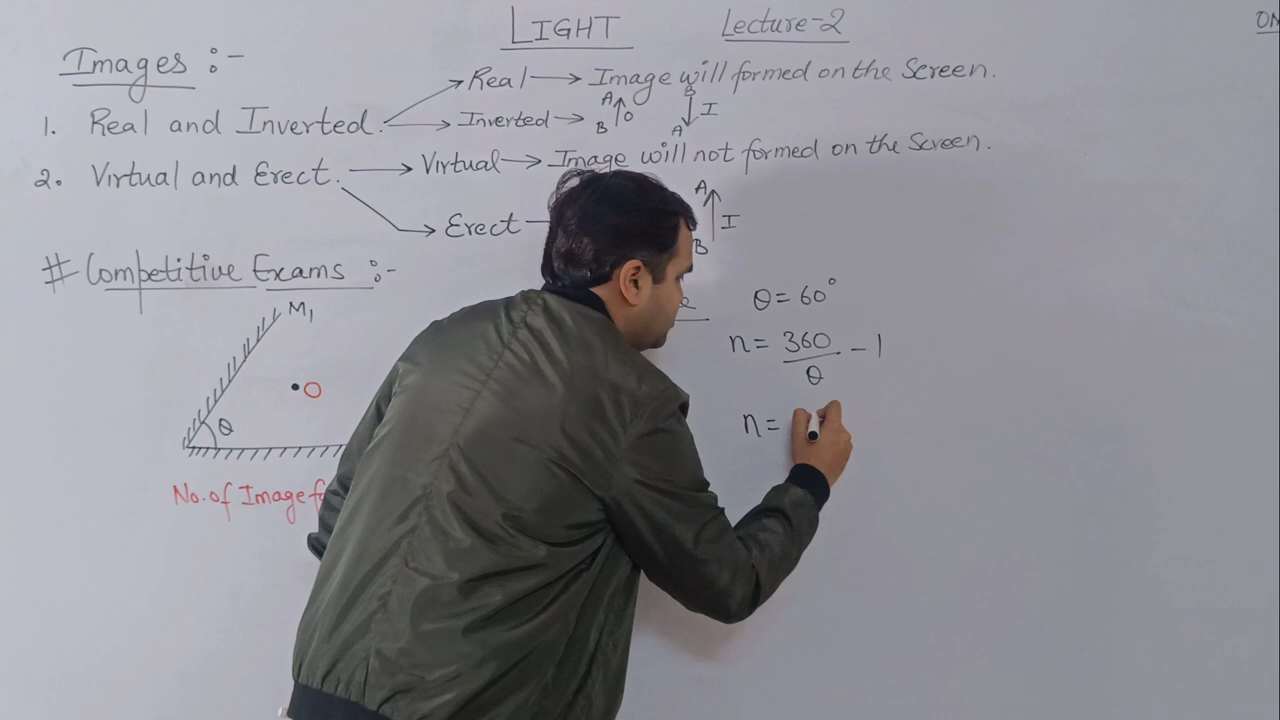 LIGHT Lecture-2
ON
Images :-
1. Real and Inverted.
Real → Image will formed on the Screen.
Inverted → A B O B A I
2. Virtual and Erect.
Virtual → Image will not formed on the Screen.
Erect A B I
# Competitive Exams :-
M1
O
θ
No. of Image
θ = 60°
n = 360/θ - 1
n =